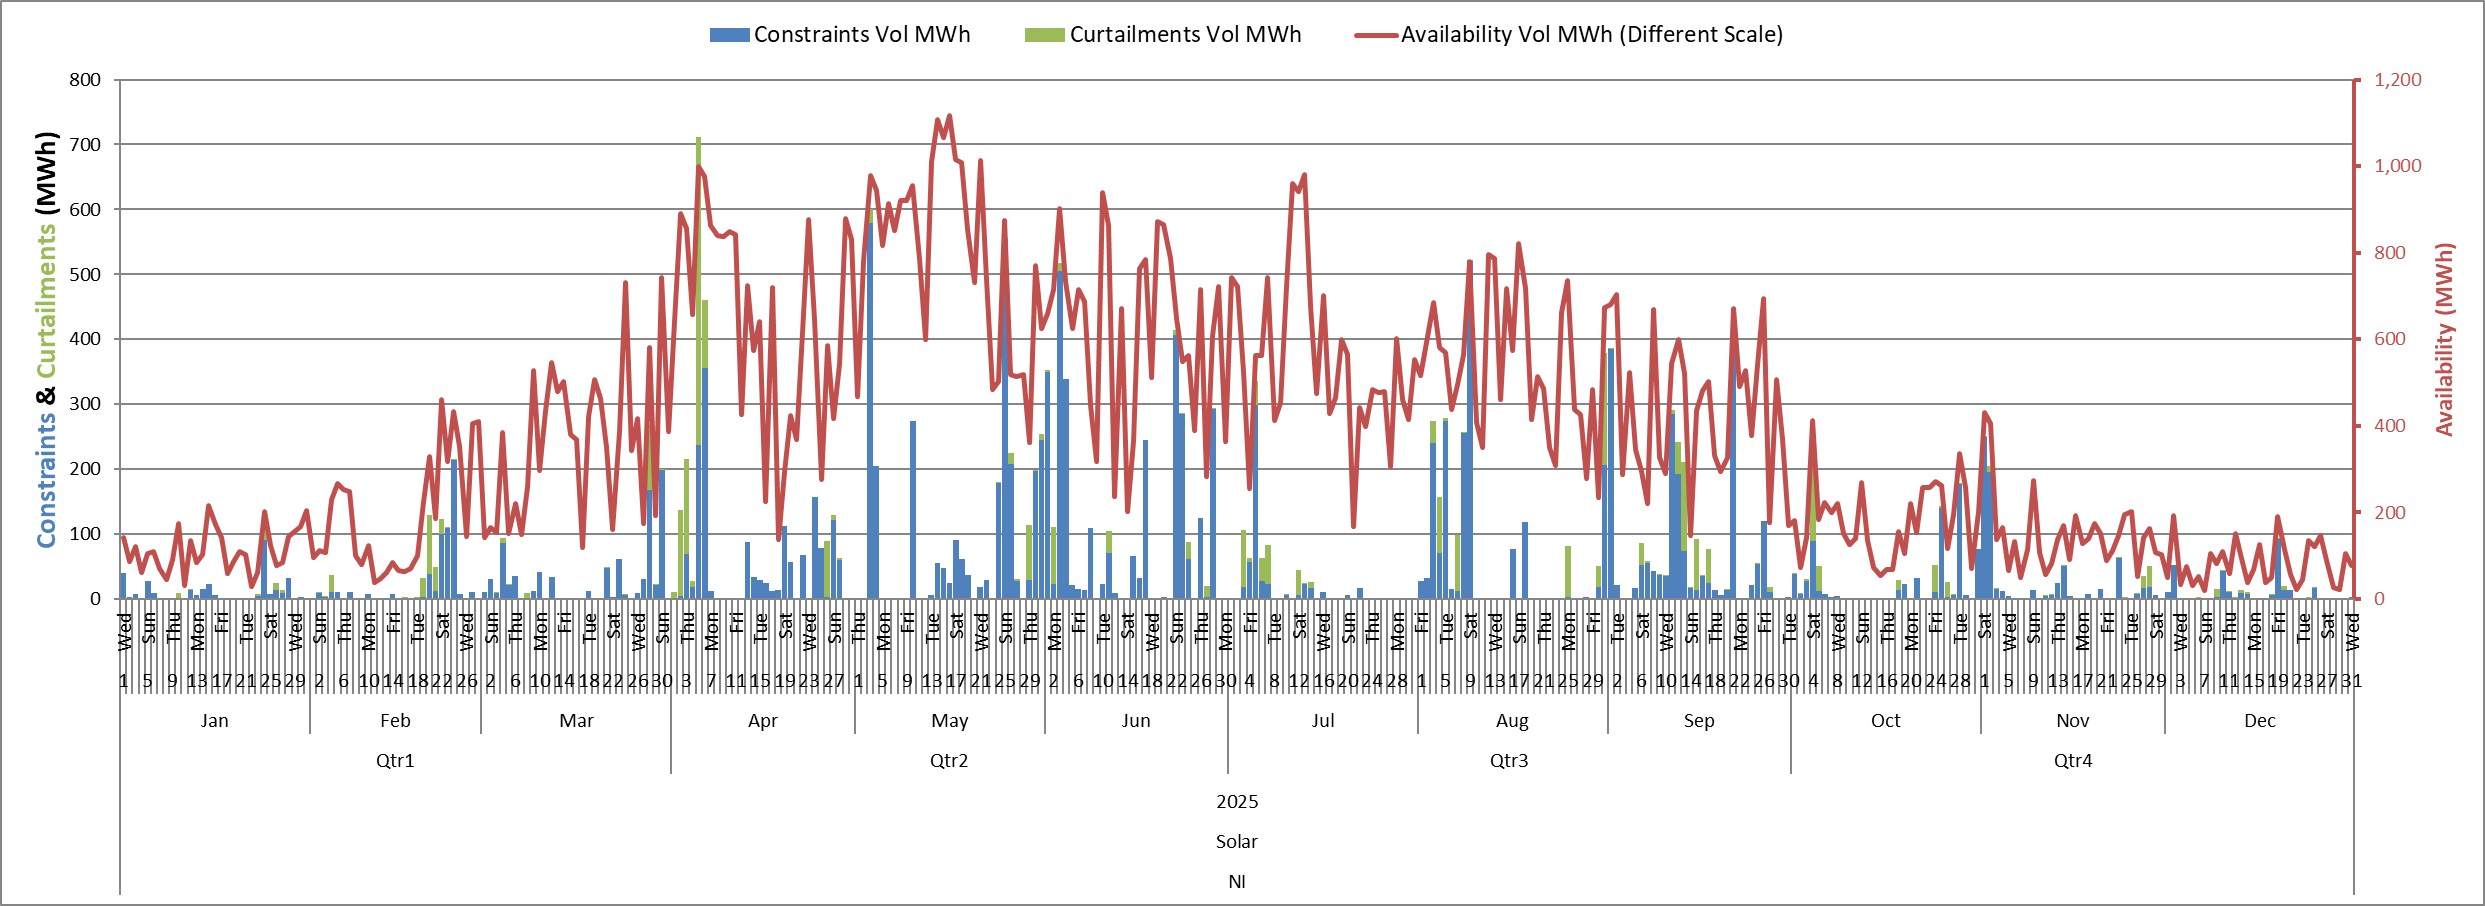 Constraints Vol MWh Curtailments Vol MWh Availability Vol MWh (Different Scale)
800 1,200
700
1,000
600
500 800
400 600
300
400
200
200
100
0 0
Constraints & Curtailments (MWh)
Availability (MWh)
Wed Sun Thu Mon Fri Tue Sat Wed Sun Thu Mon Fri Tue Sat Wed Sun Thu Mon Fri Tue Sat Wed Sun Thu Mon Fri Tue Sat Wed Sun Thu Mon Fri Tue Sat Wed Sun Thu Mon Fri Tue Sat Wed Sun Thu Mon Fri Tue Sat Wed Sun Thu Mon Fri Tue Sat Wed Sun Thu Mon Fri Tue Sat Wed Sun Thu Mon Fri Tue Sat Wed Sun Thu Mon Fri Tue Sat Wed Sun Thu Mon Fri Tue Sat Wed Sun Thu Mon Fri Tue Sat Wed
1 5 9 13 17 21 25 29 2 6 10 14 18 22 26 2 6 10 14 18 22 26 30 3 7 11 15 19 23 27 1 5 9 13 17 21 25 29 2 6 10 14 18 22 26 30 4 8 12 16 20 24 28 1 5 9 13 17 21 25 29 2 6 10 14 18 22 26 30 4 8 12 16 20 24 28 1 5 9 13 17 21 25 29 3 7 11 15 19 23 27 31
Jan Feb Mar Apr May Jun Jul Aug Sep Oct Nov Dec
Qtr1 Qtr2 Qtr3 Qtr4
2025
Solar
NI